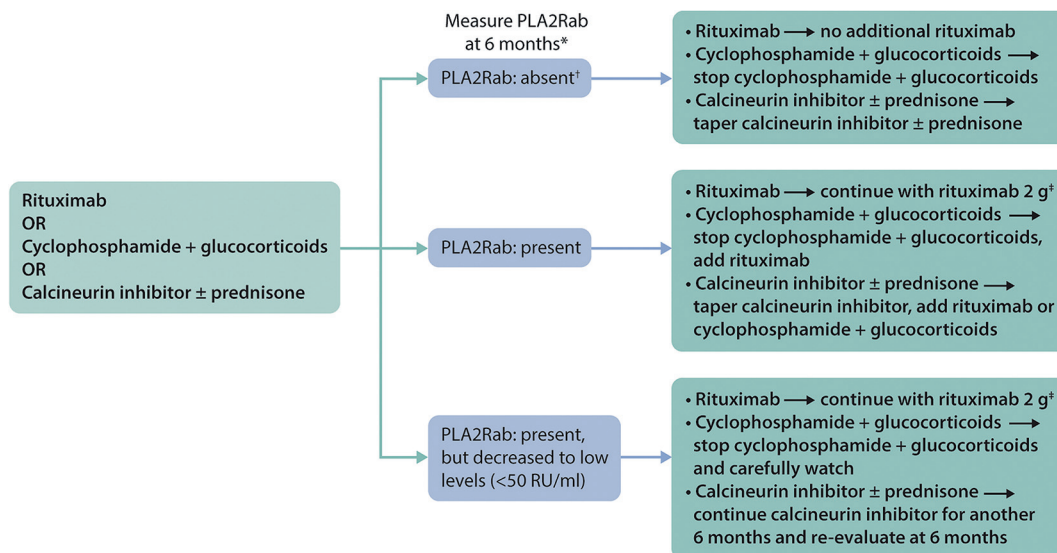 Measure PLA2Rab
at 6 months*
Rituximab
OR
Cyclophosphamide + glucocorticoids
OR
Calcineurin inhibitor ± prednisone
PLA2Rab: absent†
• Rituximab → no additional rituximab
• Cyclophosphamide + glucocorticoids →
stop cyclophosphamide + glucocorticoids
• Calcineurin inhibitor ± prednisone →
taper calcineurin inhibitor ± prednisone
PLA2Rab: present
• Rituximab → continue with rituximab 2 g‡
• Cyclophosphamide + glucocorticoids →
stop cyclophosphamide + glucocorticoids,
add rituximab
• Calcineurin inhibitor ± prednisone →
taper calcineurin inhibitor, add rituximab or
cyclophosphamide + glucocorticoids
PLA2Rab: present,
but decreased to low
levels (<50 RU/ml)
• Rituximab → continue with rituximab 2 g‡
• Cyclophosphamide + glucocorticoids →
stop cyclophosphamide + glucocorticoids
and carefully watch
• Calcineurin inhibitor ± prednisone →
continue calcineurin inhibitor for another
6 months and re-evaluate at 6 months